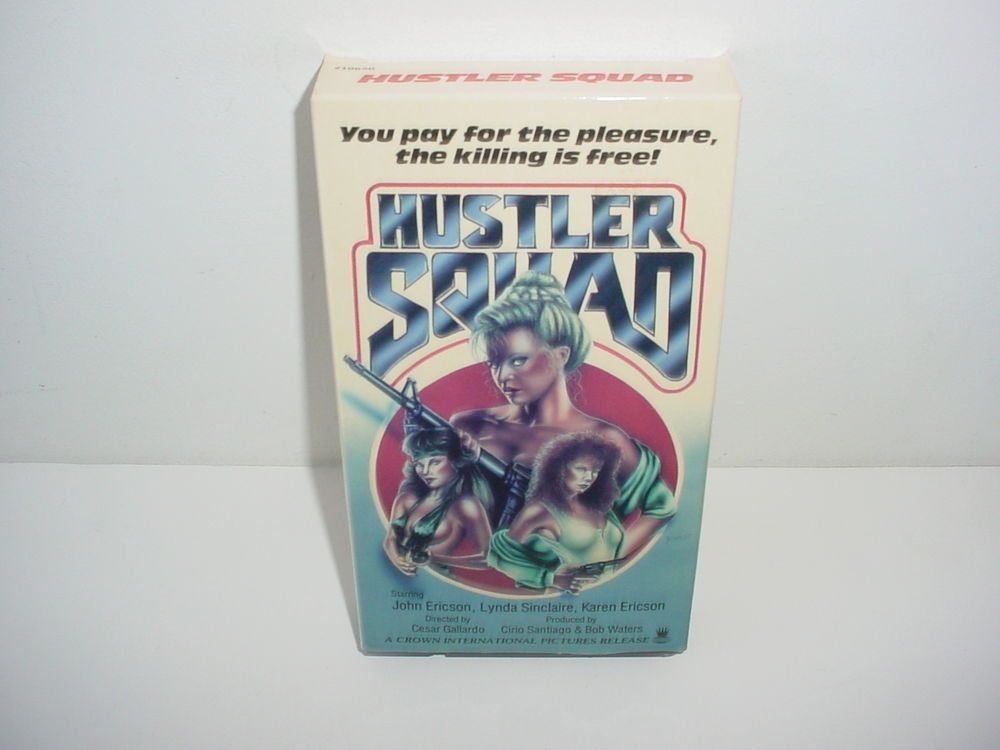 HUSTLER SQUAD
You pay for the pleasure,
the killing is free!
HUSTLER
SQUAD
Starring
John Ericson, Lynda Sinclaire, Karen Ericson
Directed by
Cesar Gallardo
Produced by
Cirio Santiago & Bob Waters
A CROWN INTERNATIONAL PICTURES RELEASE